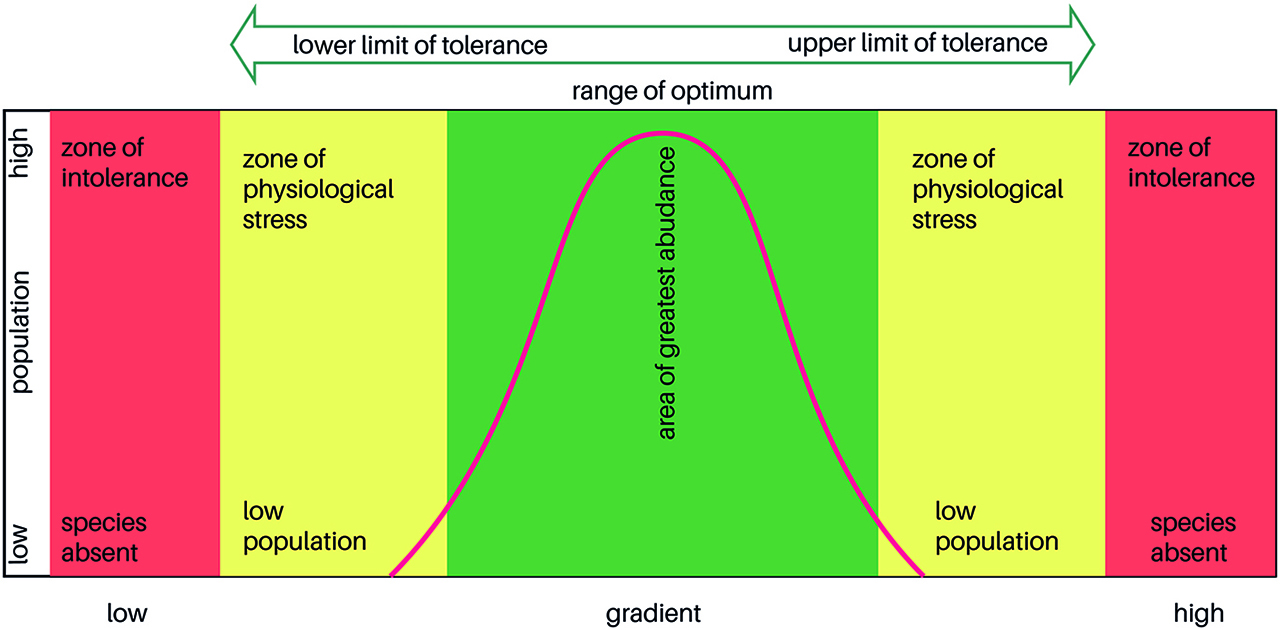 lower limit of tolerance
upper limit of tolerance
range of optimum
high
population
low
zone of
intolerance
zone of
physiological
stress
area of greatest abudance
zone of
physiological
stress
zone of
intolerance
species
absent
low
population
low
population
species
absent
low
gradient
high